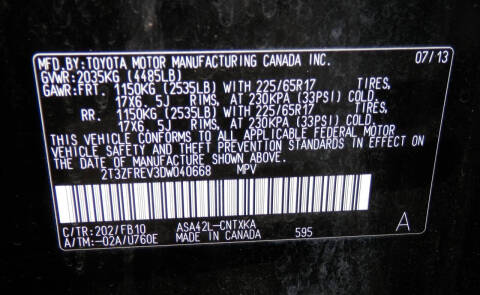 MFD.BY:TOYOTA MOTOR MANUFACTURING CANADA INC. 07/13
GVWR:2035KG (4485LB)
GAWR:FRT. 1150KG (2535LB) WITH 225/65R17 TIRES,
17X6.5J RIMS, AT 230KPA (33PSI) COLD.
RR. 1150KG (2535LB) WITH 225/65R17 TIRES,
17X6.5J RIMS, AT 230KPA (33PSI) COLD.
THIS VEHICLE CONFORMS TO ALL APPLICABLE FEDERAL MOTOR
VEHICLE SAFETY AND THEFT PREVENTION STANDARDS IN EFFECT ON
THE DATE OF MANUFACTURE SHOWN ABOVE.
2T3ZFREV3DW040668 MPV
C/TR:202/FB10 ASA42L-CNTXKA A
A/TM:-02A/U760E MADE IN CANADA 595